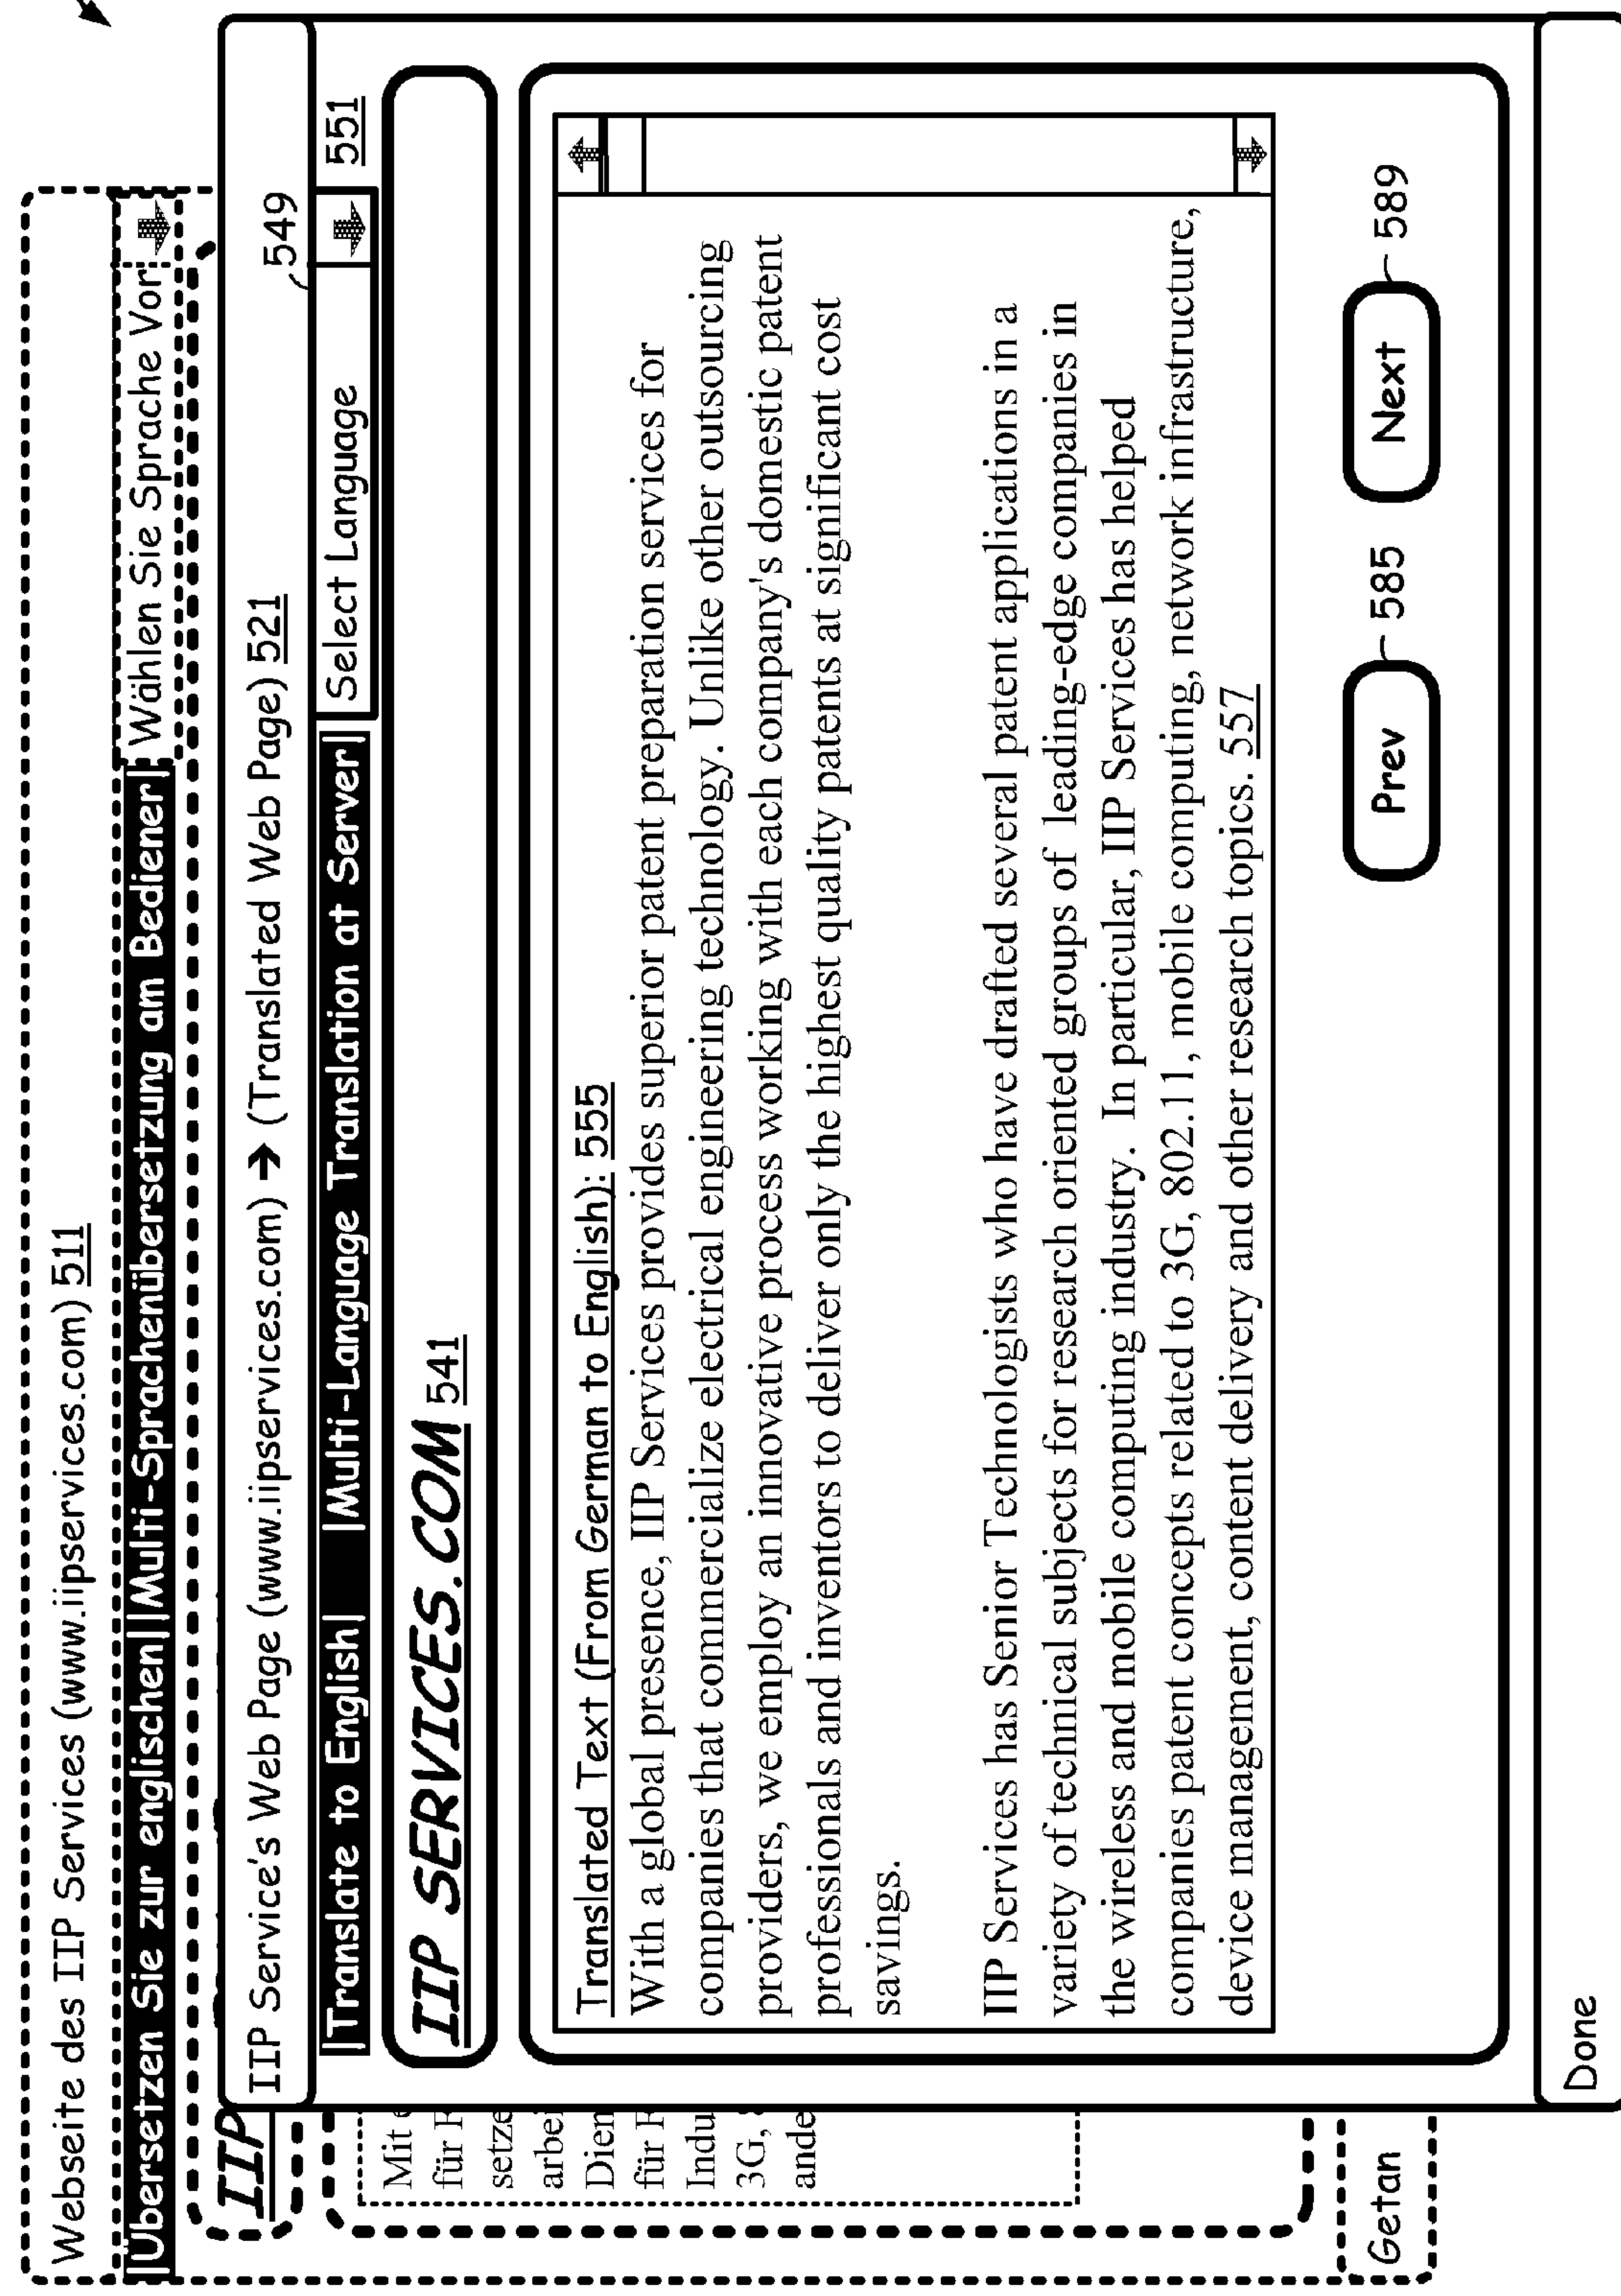 Webseite des IIP Services (www.iipservices.com) 511
|Übersetzen Sie zur englischen| |Multi-Sprachenübersetzung am Bediener| Wählen Sie Sprache Vor
IIP
Mit
für
setze
arbei
Dien
für
Indu
3G,
ande
Getan
IIP Service's Web Page (www.iipservices.com) → (Translated Web Page) 521
549
|Translate to English| |Multi-Language Translation at Server| Select Language 551
IIP SERVICES.COM 541
Translated Text (From German to English): 555
With a global presence, IIP Services provides superior patent preparation services for
companies that commercialize electrical engineering technology. Unlike other outsourcing
providers, we employ an innovative process working with each company's domestic patent
professionals and inventors to deliver only the highest quality patents at significant cost
savings.
IIP Services has Senior Technologists who have drafted several patent applications in a
variety of technical subjects for research oriented groups of leading-edge companies in
the wireless and mobile computing industry. In particular, IIP Services has helped
companies patent concepts related to 3G, 802.11, mobile computing, network infrastructure,
device management, content delivery and other research topics. 557
Prev 585 Next 589
Done